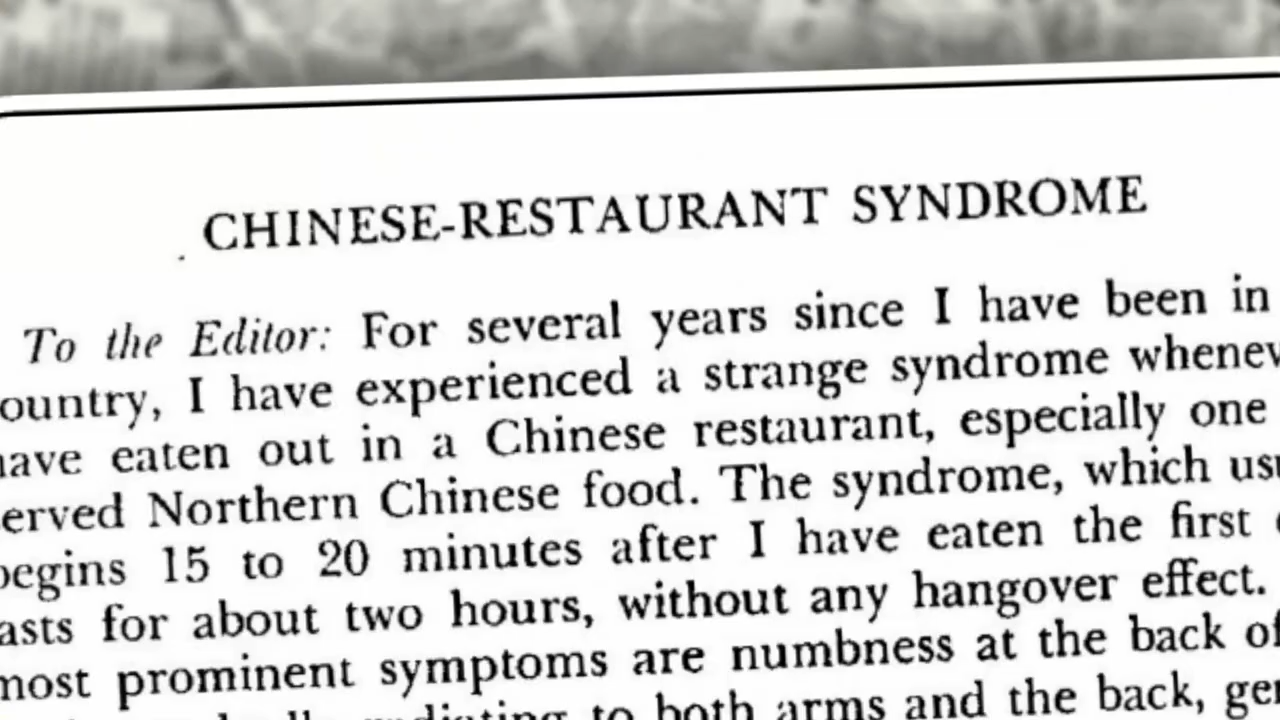 CHINESE-RESTAURANT SYNDROME
To the Editor: For several years since I have been in
ountry, I have experienced a strange syndrome whenev
ave eaten out in a Chinese restaurant, especially one
erved Northern Chinese food. The syndrome, which usu
begins 15 to 20 minutes after I have eaten the first
asts for about two hours, without any hangover effect.
most prominent symptoms are numbness at the back of
to both arms and the back, gen